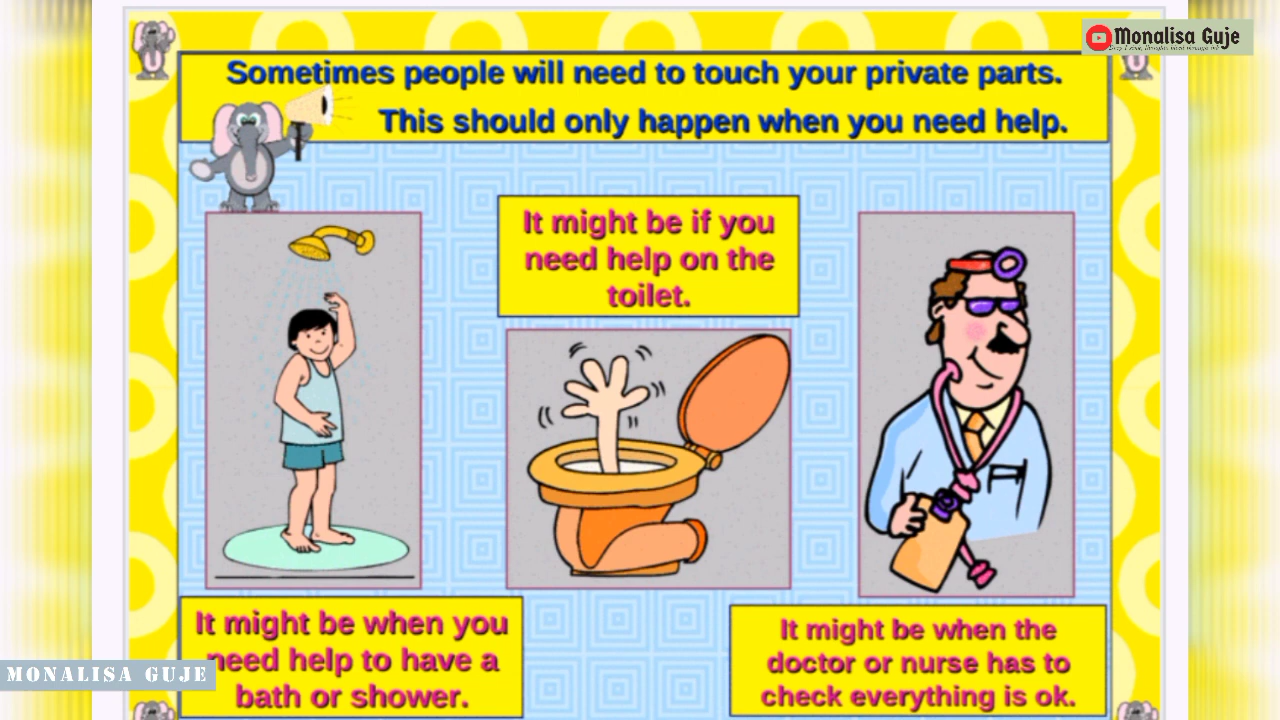 Monalisa Guje
Sometimes people will need to touch your private parts.
This should only happen when you need help.
It might be if you
need help on the
toilet.
It might be when you
need help to have a
bath or shower.
It might be when the
doctor or nurse has to
check everything is ok.
MONALISA GUJE